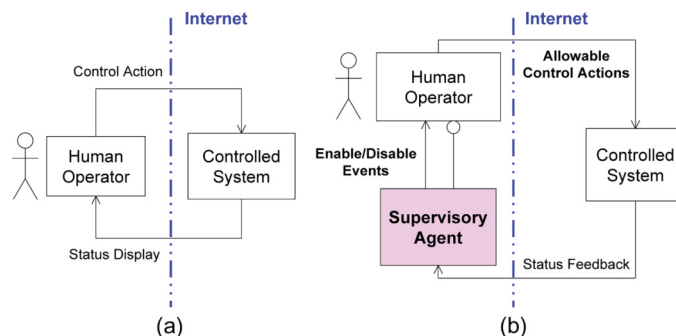 Internet
Control Action
Human
Operator
Controlled
System
Status Display
(a)
Internet
Allowable
Control Actions
Human
Operator
Enable/Disable
Events
Controlled
System
Supervisory
Agent
Status Feedback
(b)